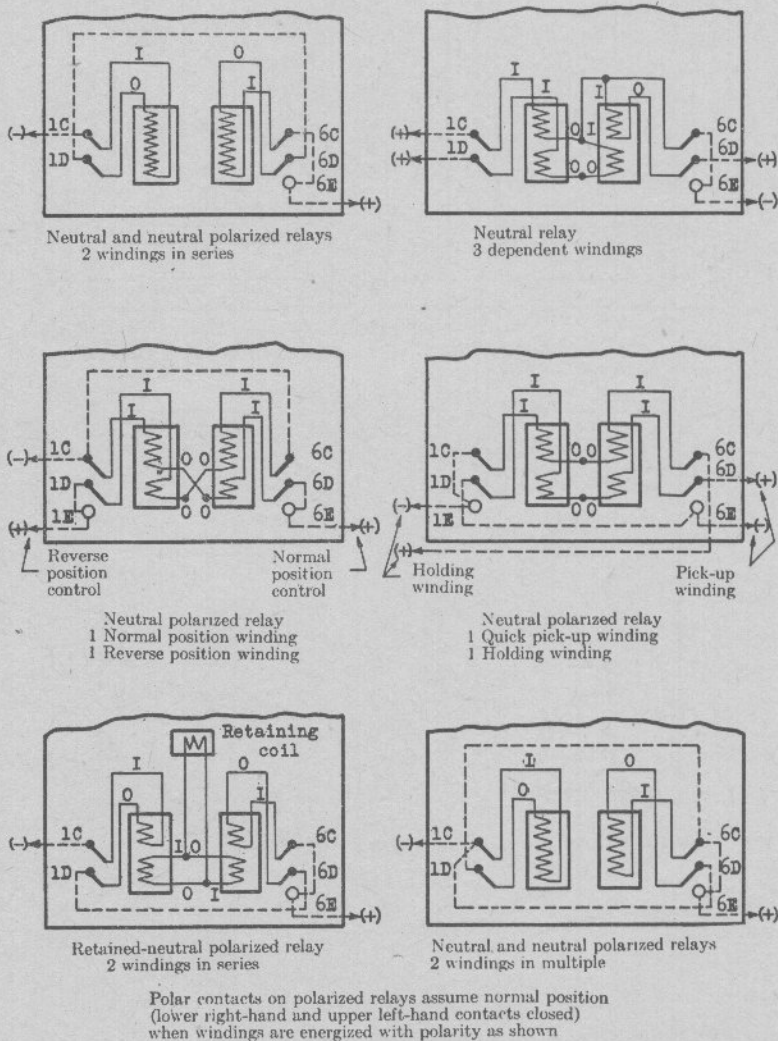 I O
O I
(-) 1C 6C
1D 6D
6E
(+)
Neutral and neutral polarized relays
2 windings in series
I I O
I I
(+) 1C O I 6C
(+) 1D 6D (+)
O O 6E
(-)
Neutral relay
3 dependent windings
I I
I I
(-) 1C O O 6C
1D 6D
(+) 1E O O 6E (+)
Reverse
position
control
Normal
position
control
Neutral polarized relay
1 Normal position winding
1 Reverse position winding
I I
I I
1C O O 6C
1D 6D (+)
(-) 1E O O 6E (-)
(+)
Holding
winding
Pick-up
winding
Neutral polarized relay
1 Quick pick-up winding
1 Holding winding
Retaining
coil
I O
O I
(-) 1C I O 6C
1D 6D
O I 6E
(+)
Retained-neutral polarized relay
2 windings in series
I O
O I
(-) 1C 6C
1D 6D
6E
(+)
Neutral and neutral polarized relays
2 windings in multiple
Polar contacts on polarized relays assume normal position
(lower right-hand and upper left-hand contacts closed)
when windings are energized with polarity as shown